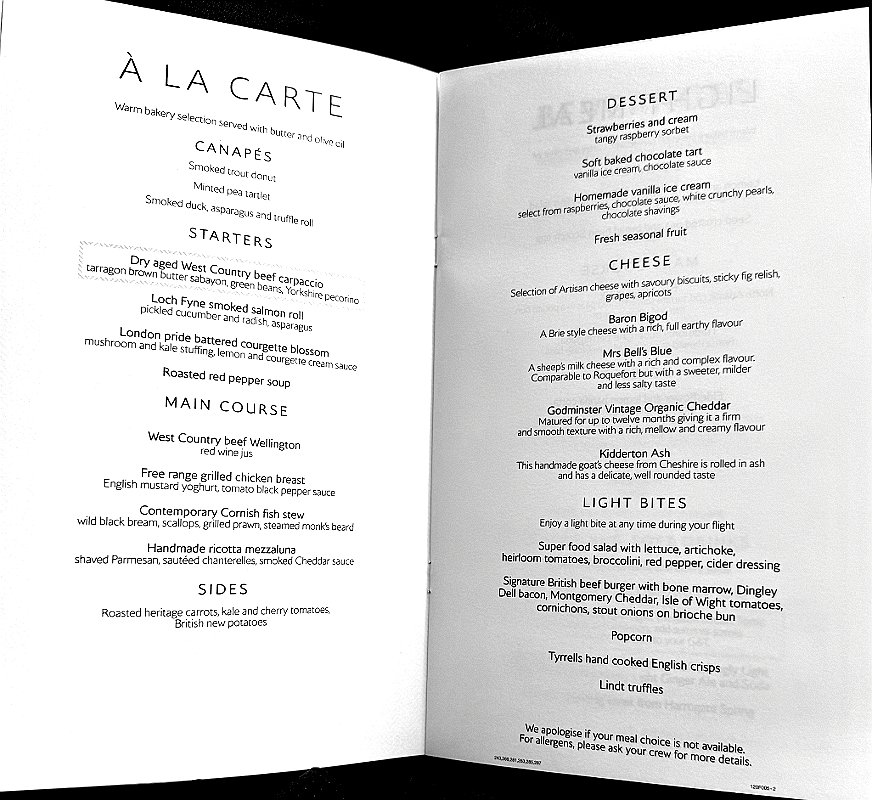 À LA CARTE
Warm bakery selection served with butter and olive oil
CANAPÉS
Smoked trout donut
Minted pea tartlet
Smoked duck, asparagus and truffle roll
STARTERS
Dry aged West Country beef carpaccio
tarragon brown butter sabayon, green beans, Yorkshire pecorino
Loch Fyne smoked salmon roll
pickled cucumber and radish, asparagus
London pride battered courgette blossom
mushroom and kale stuffing, lemon and courgette cream sauce
Roasted red pepper soup
MAIN COURSE
West Country beef Wellington
red wine jus
Free range grilled chicken breast
English mustard yoghurt, tomato black pepper sauce
Contemporary Cornish fish stew
wild black bream, scallops, grilled prawn, steamed monk's beard
Handmade ricotta mezzaluna
shaved Parmesan, sautéed chanterelles, smoked Cheddar sauce
SIDES
Roasted heritage carrots, kale and cherry tomatoes,
British new potatoes
DESSERT
Strawberries and cream
tangy raspberry sorbet
Soft baked chocolate tart
vanilla ice cream, chocolate sauce
Homemade vanilla ice cream
select from raspberries, chocolate sauce, white crunchy pearls,
chocolate shavings
Fresh seasonal fruit
CHEESE
Selection of Artisan cheese with savoury biscuits, sticky fig relish,
grapes, apricots
Baron Bigod
A Brie style cheese with a rich, full earthy flavour
Mrs Bell's Blue
A sheep's milk cheese with a rich and complex flavour.
Comparable to Roquefort but with a sweeter, milder
and less salty taste
Godminster Vintage Organic Cheddar
Matured for up to twelve months giving it a firm
and smooth texture with a rich, mellow and creamy flavour
Kidderton Ash
This handmade goat's cheese from Cheshire is rolled in ash
and has a delicate, well rounded taste
LIGHT BITES
Enjoy a light bite at any time during your flight
Super food salad with lettuce, artichoke,
heirloom tomatoes, broccolini, red pepper, cider dressing
Signature British beef burger with bone marrow, Dingley
Dell bacon, Montgomery Cheddar, Isle of Wight tomatoes,
cornichons, stout onions on brioche bun
Popcorn
Tyrrells hand cooked English crisps
Lindt truffles
We apologise if your meal choice is not available.
For allergens, please ask your crew for more details.